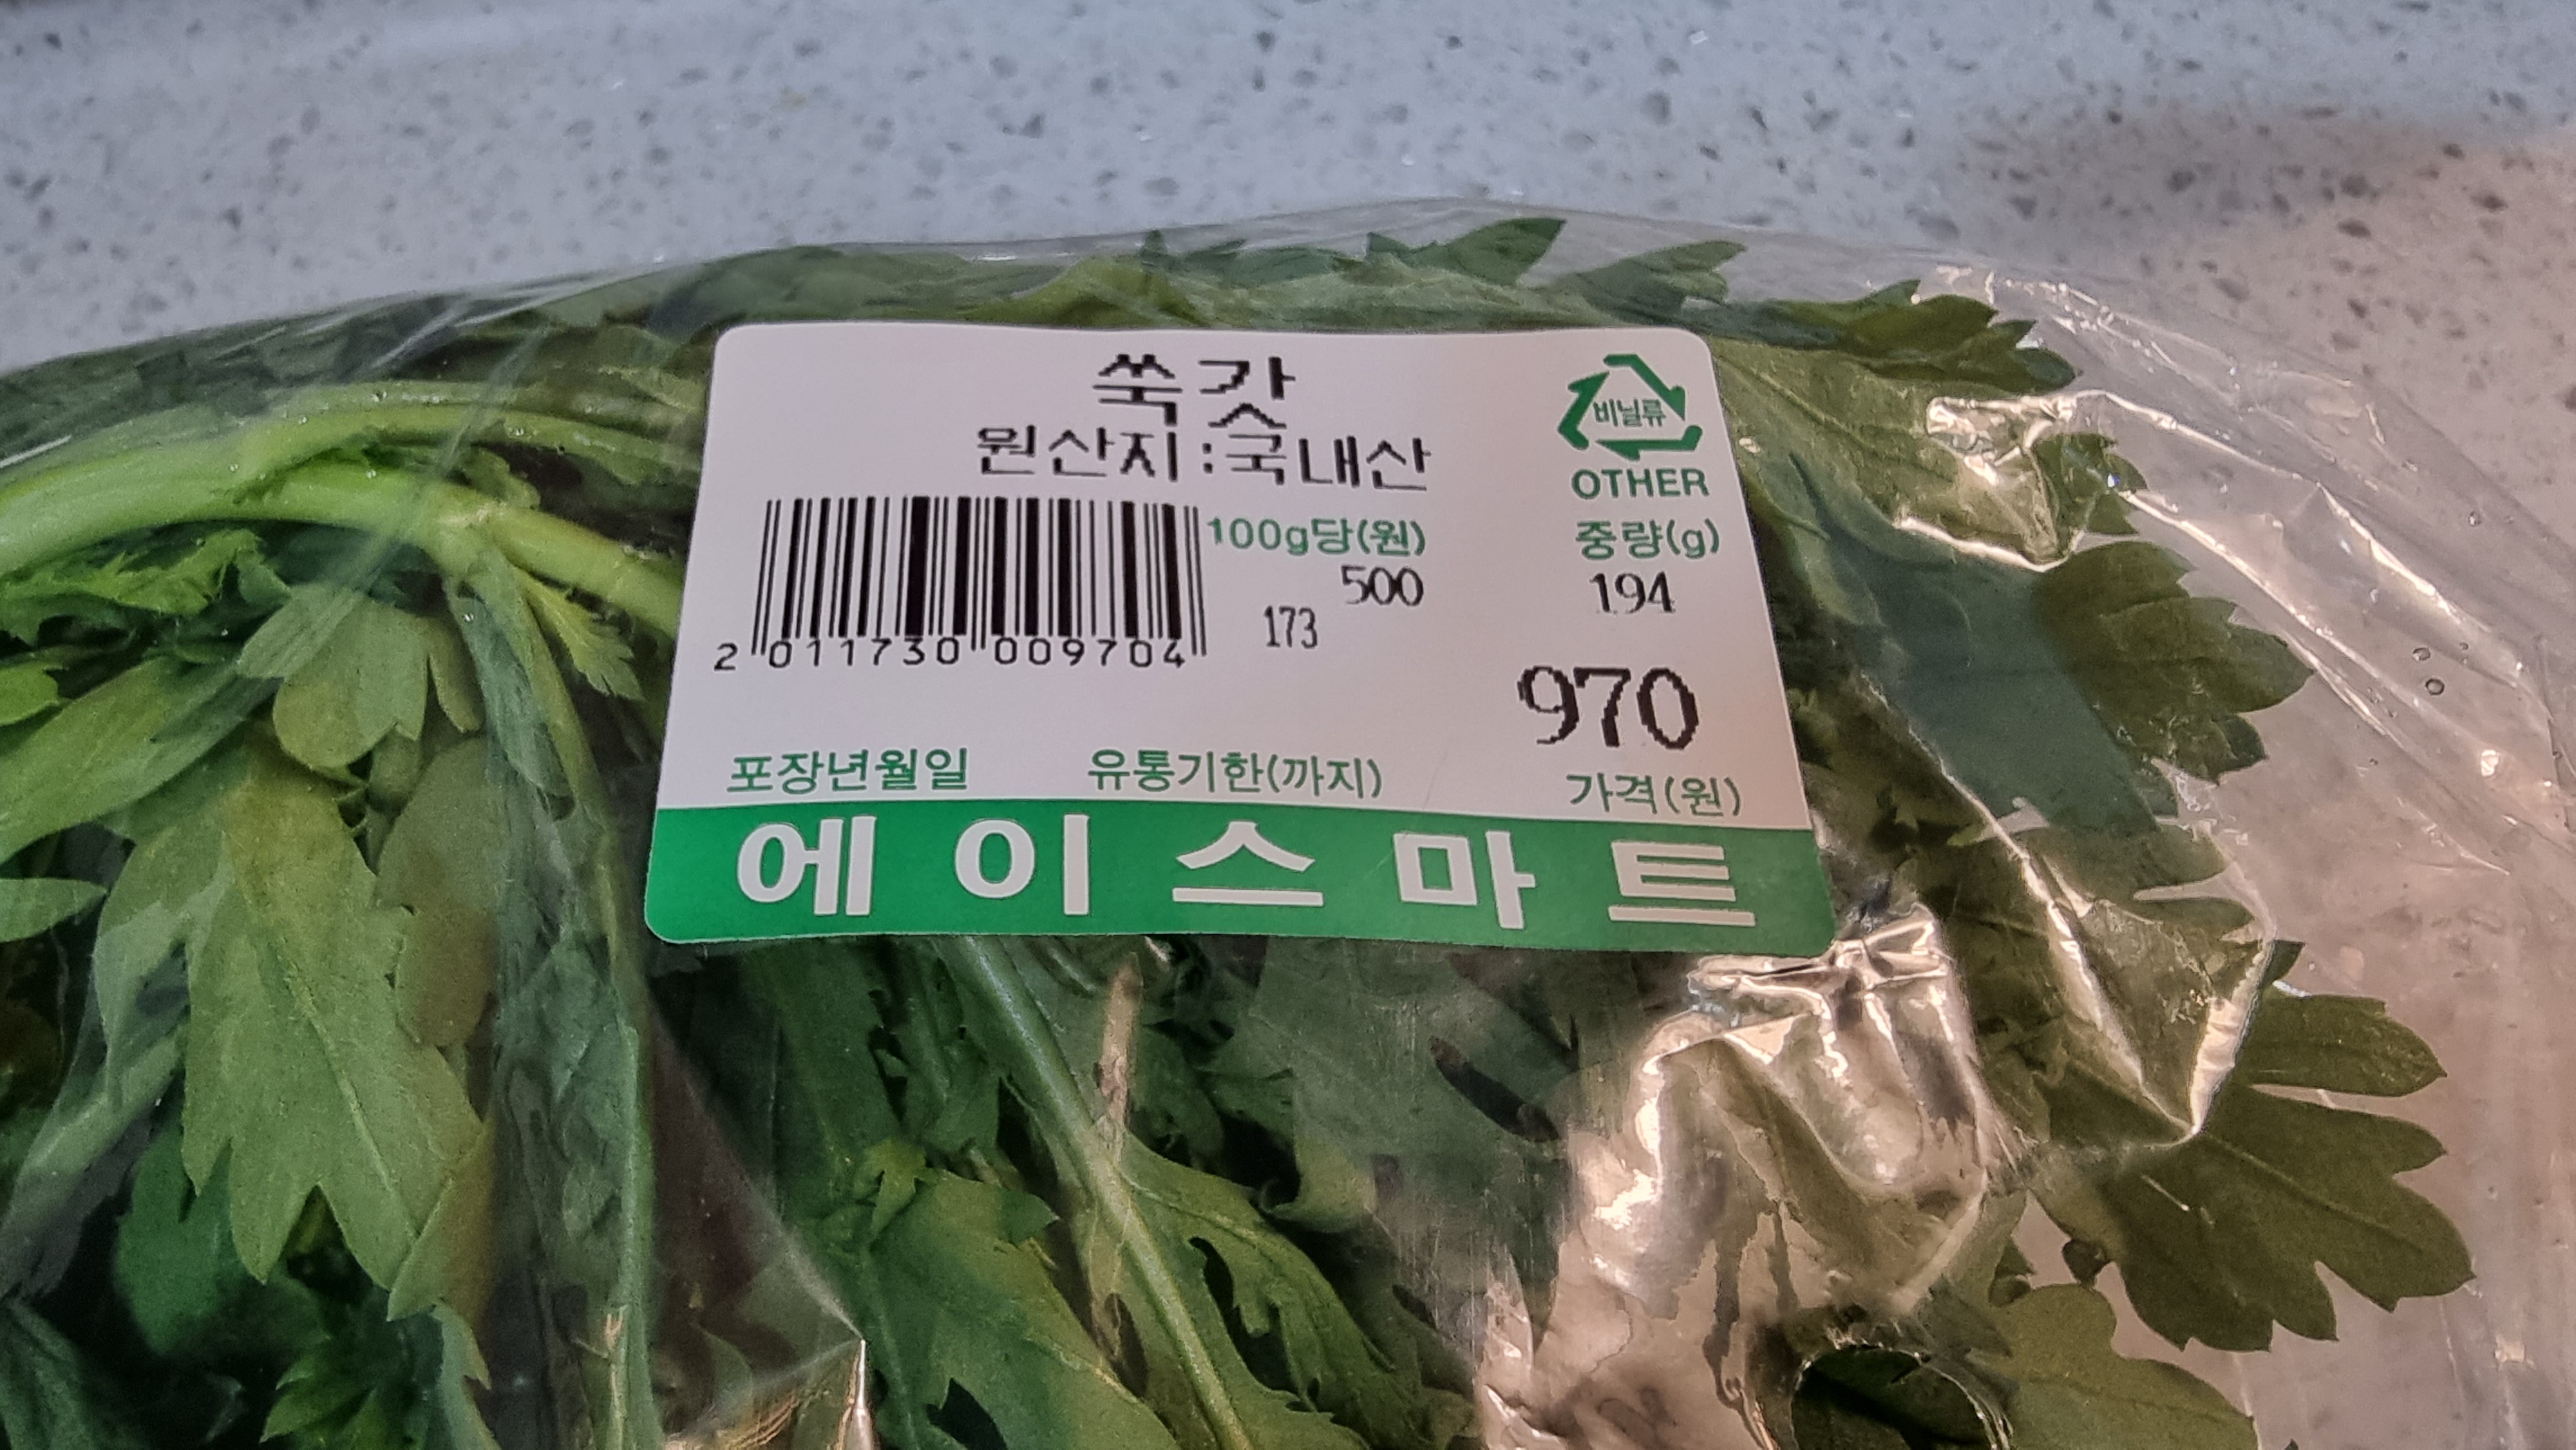 쑥갓
원산지:국내산
비닐류
OTHER
100g당(원)
중량(g)
500
194
173
2 011730 009704
970
포장년월일
유통기한(까지)
가격(원)
에이스마트